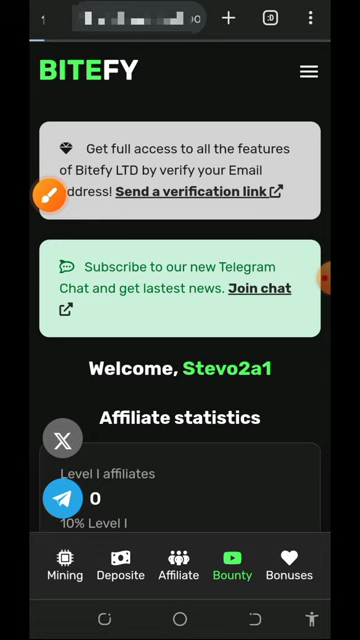 BITEFY
Get full access to all the features
of Bitefy LTD by verify your Email
address! Send a verification link
Subscribe to our new Telegram
Chat and get lastest news. Join chat
Welcome, Stevo2a1
Affiliate statistics
Level I affiliates
0
10% Level I
Mining Deposite Affiliate Bounty Bonuses